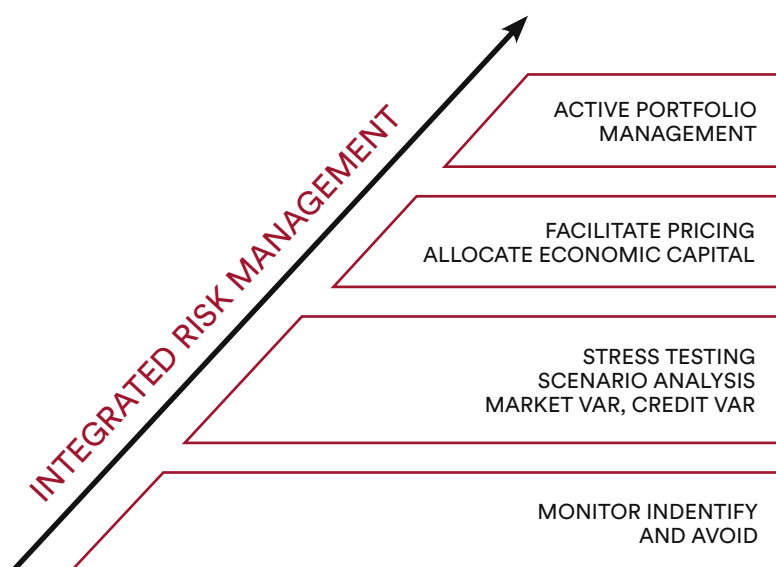 INTEGRATED RISK MANAGEMENT
ACTIVE PORTFOLIO
MANAGEMENT
FACILITATE PRICING
ALLOCATE ECONOMIC CAPITAL
STRESS TESTING
SCENARIO ANALYSIS
MARKET VAR, CREDIT VAR
MONITOR INDENTIFY
AND AVOID